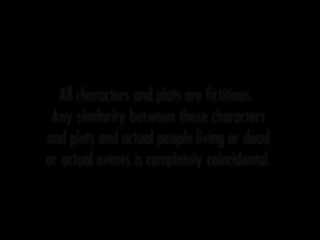 All characters and plots are fictitious.
Any similarity between these characters
and plots and actual people living or dead
or actual events is completely coincidental.